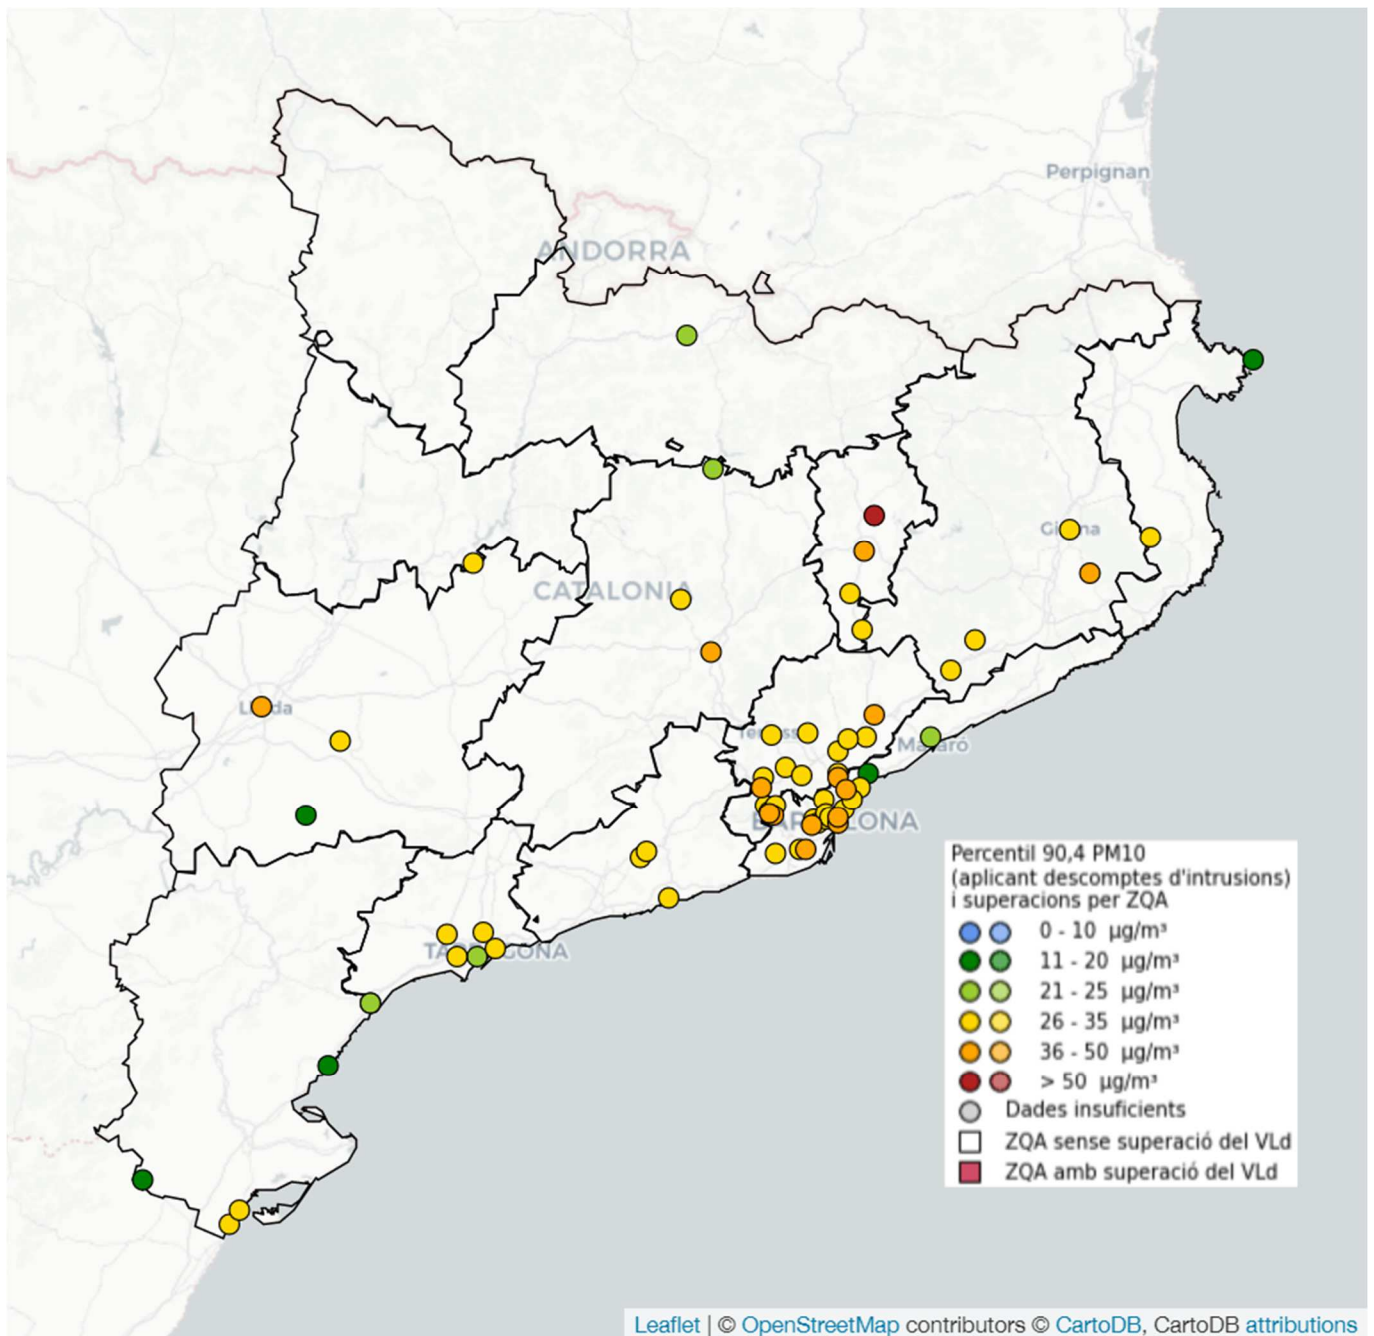 Perpignan
ANDORRA
CATALONIA
Mataró
BARCELONA
TARRAGONA
Percentil 90,4 PM10
(aplicant descomptes d'intrusions)
i superacions per ZQA
0 - 10 µg/m³
11 - 20 µg/m³
21 - 25 µg/m³
26 - 35 µg/m³
36 - 50 µg/m³
> 50 µg/m³
Dades insuficients
ZQA sense superació del VLd
ZQA amb superació del VLd
Leaflet | © OpenStreetMap contributors © CartoDB, CartoDB attributions